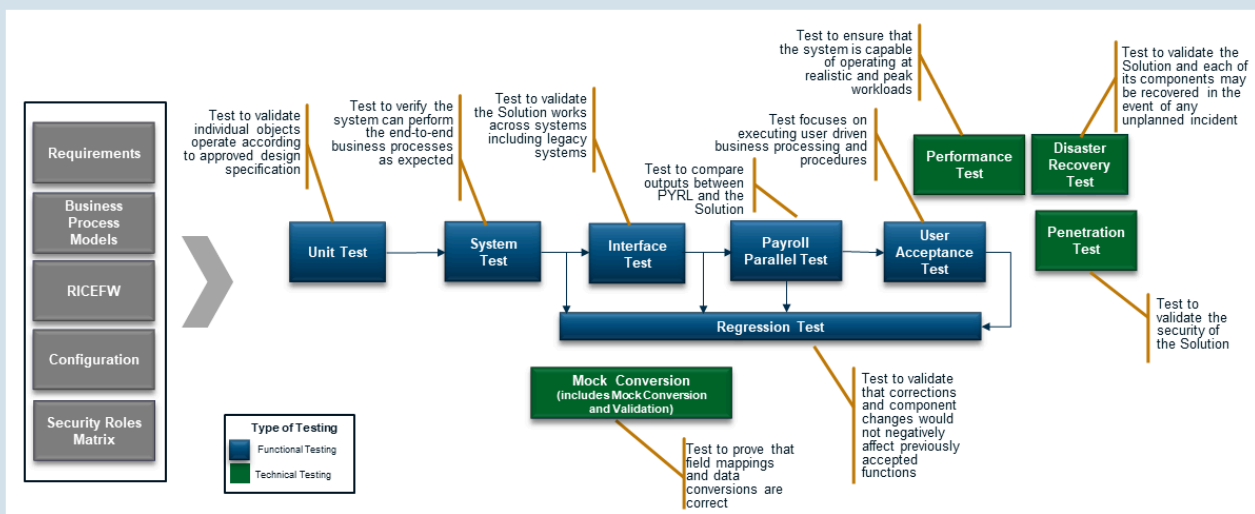 Test to ensure that
the system is capable
of operating at
realistic and peak
workloads
Test to validate the
Solution and each of
its components may
be recovered in the
event of any
unplanned incident
Test to validate
individual objects
operate according
to approved design
specification
Test to verify the
system can perform
the end-to-end
business processes
as expected
Test to validate
the Solution works
across systems
including legacy
systems
Test focuses on
executing user driven
business processing and
procedures
Test to compare
outputs between
PYRL and the
Solution
Requirements
Business
Process
Models
RICEFW
Configuration
Security Roles
Matrix
Performance
Test
Disaster
Recovery
Test
Unit Test
System
Test
Interface
Test
Payroll
Parallel Test
User
Acceptance
Test
Penetration
Test
Regression Test
Test to
validate the
security of
the Solution
Mock Conversion
(includes Mock Conversion
and Validation)
Test to validate
that corrections and
component
changes would
not negatively
affect previously
accepted
functions
Type of Testing
Functional Testing
Technical Testing
Test to prove that
field mappings
and data
conversions are
correct